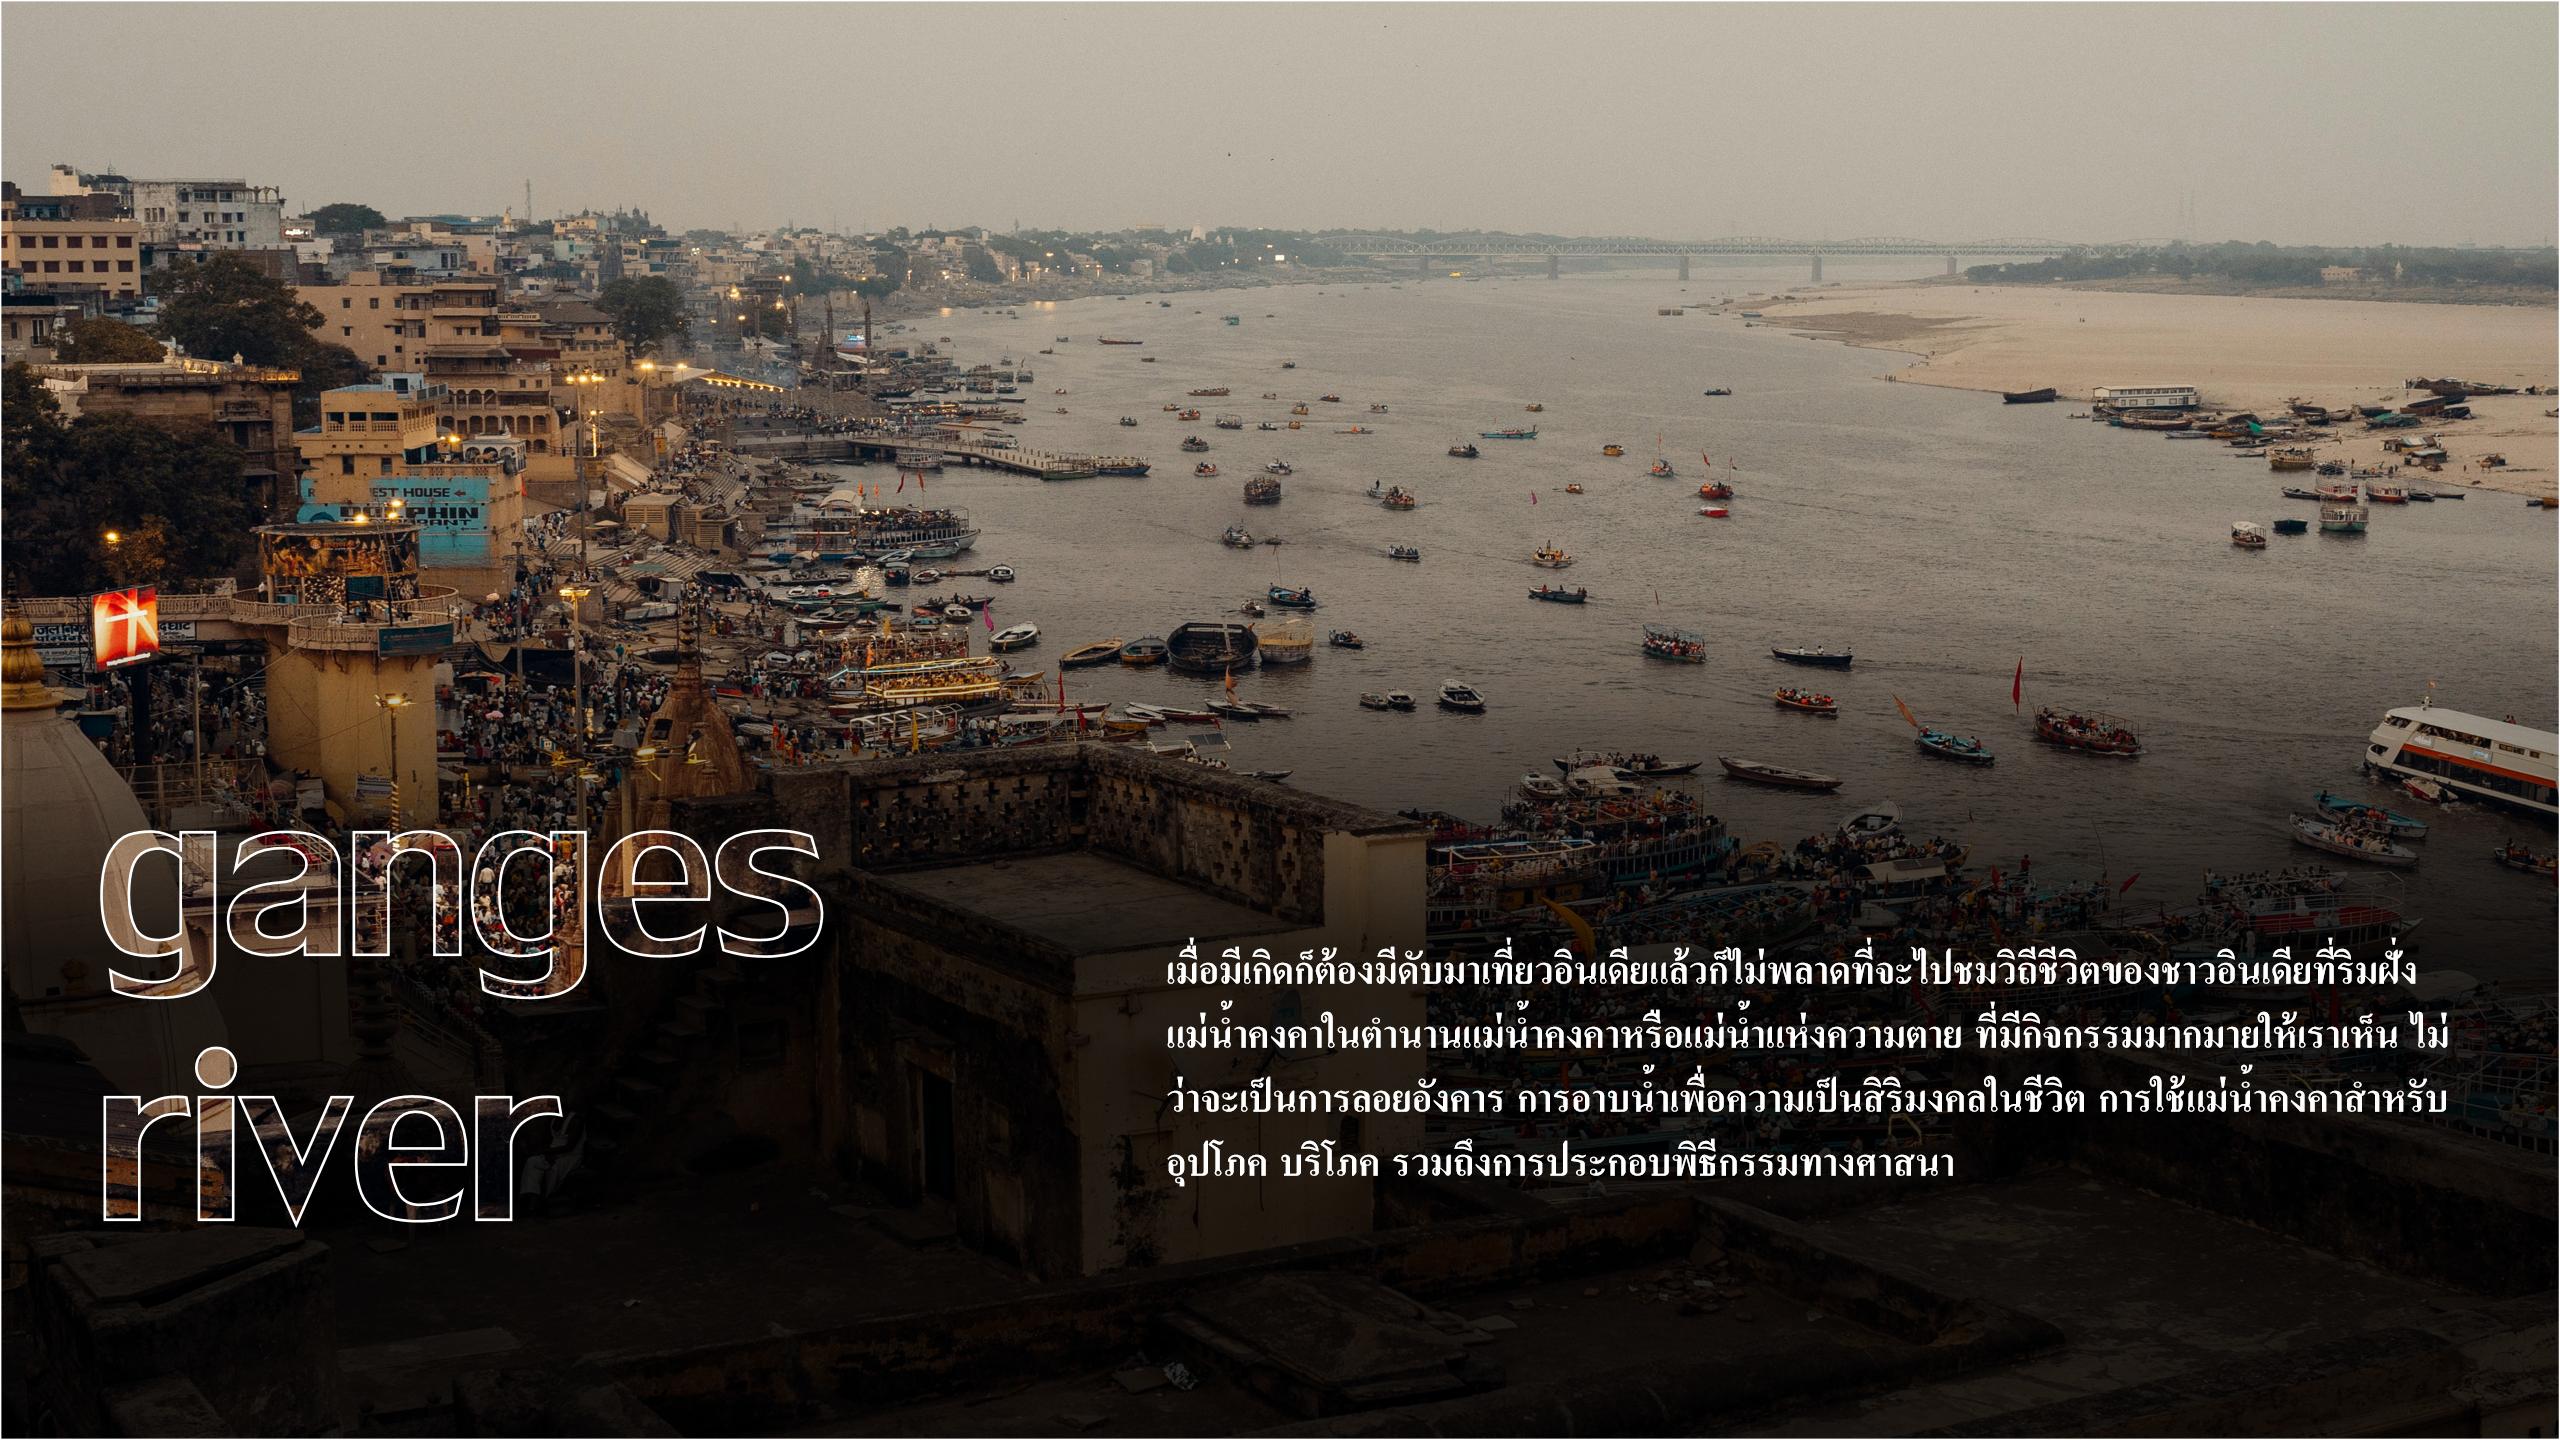 EST HOUSE
ganges
river
เมื่อมีเกิดก็ต้องมีดับมาเที่ยวอินเดียแล้วก็ไม่พลาดที่จะไปชมวิถีชีวิตของชาวอินเดียที่ริมฝั่ง
แม่น้ำคงคาในตำนานแม่น้ำคงคาหรือแม่น้ำแห่งความตาย ที่มีกิจกรรมมากมายให้เราเห็น ไม่
ว่าจะเป็นการลอยอังคาร การอาบน้ำเพื่อความเป็นสิริมงคลในชีวิต การใช้แม่น้ำคงคาสำหรับ
อุปโภค บริโภค รวมถึงการประกอบพิธีกรรมทางศาสนา